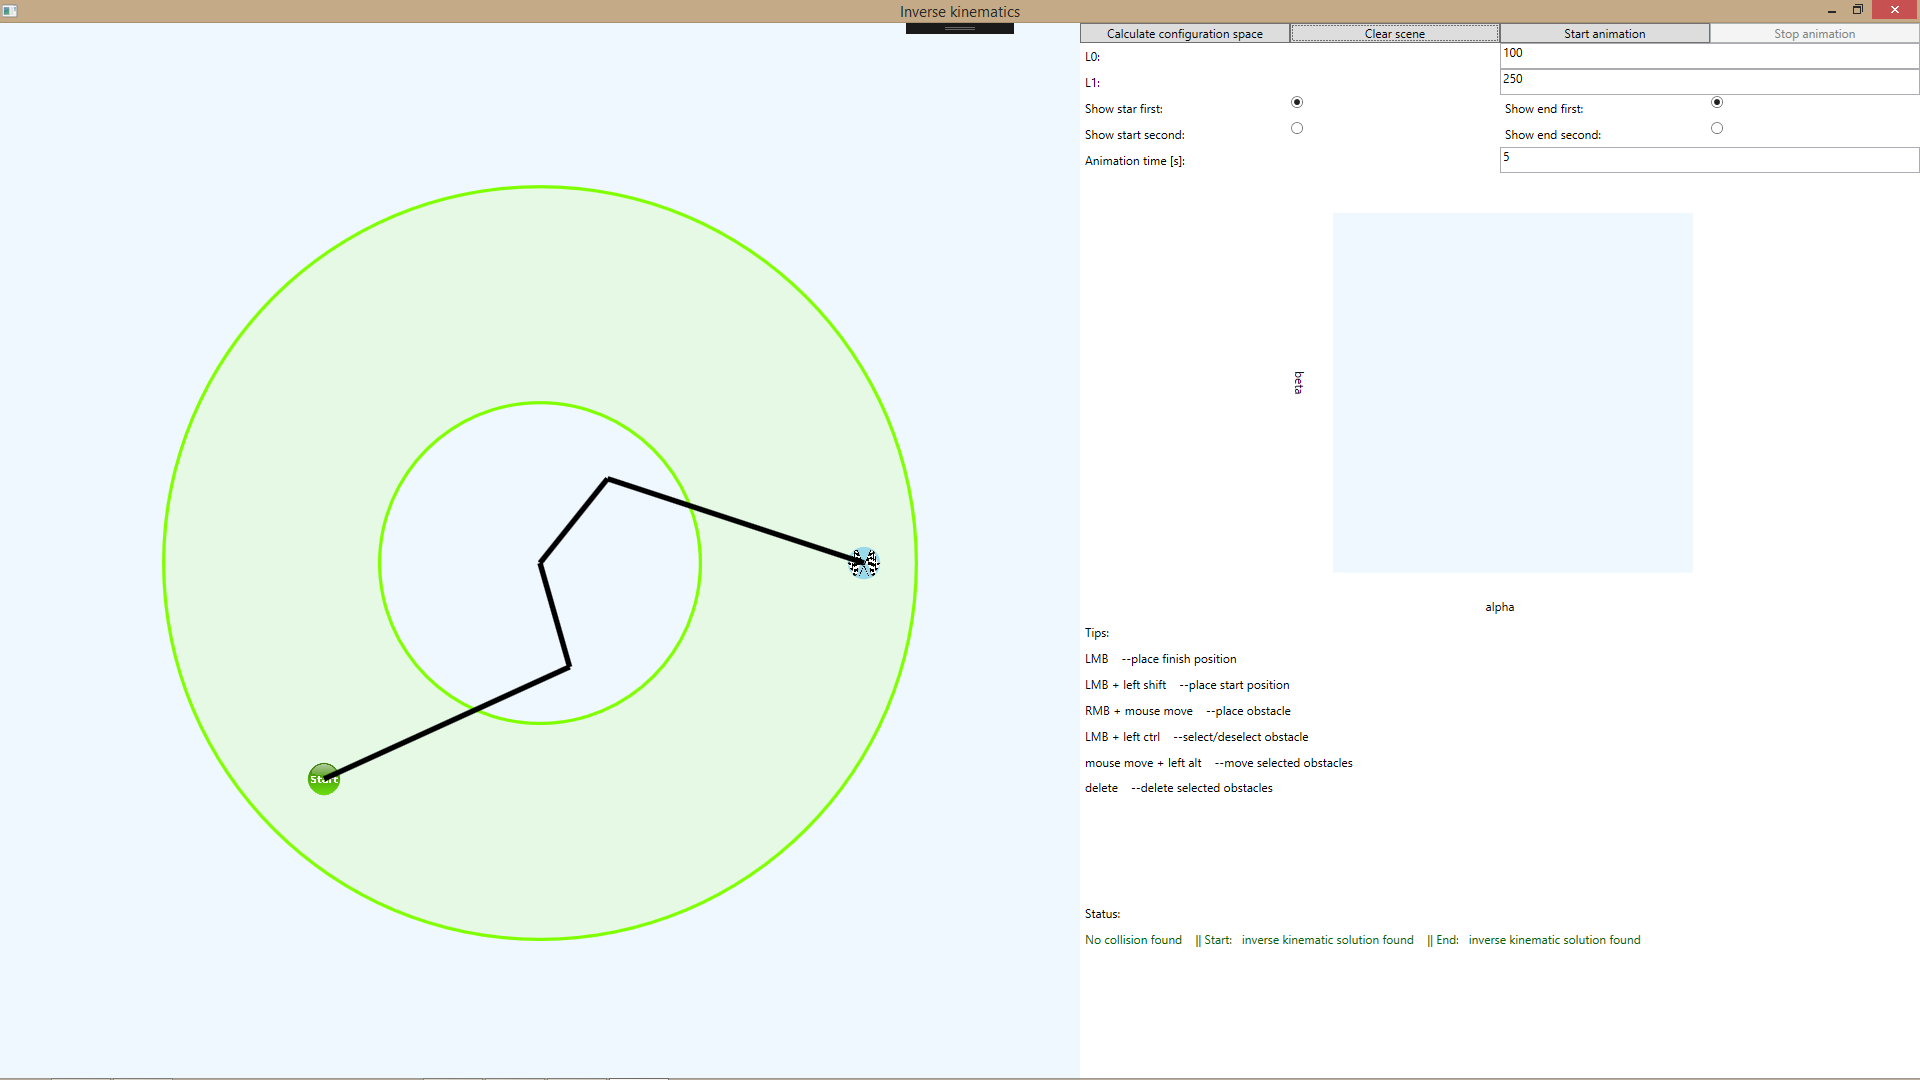 Inverse kinematics
Calculate configuration space
Clear scene
Start animation
Stop animation
L0:
100
L1:
250
Show star first:
Show end first:
Show start second:
Show end second:
Animation time [s]:
5
beta
alpha
Start
Tips:
LMB --place finish position
LMB + left shift --place start position
RMB + mouse move --place obstacle
LMB + left ctrl --select/deselect obstacle
mouse move + left alt --move selected obstacles
delete --delete selected obstacles
Status:
No collision found || Start: inverse kinematic solution found || End: inverse kinematic solution found